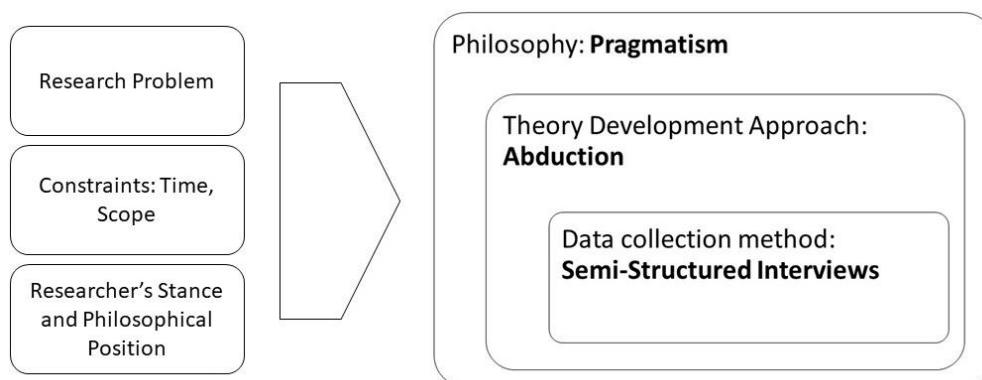 Research Problem
Constraints: Time,
Scope
Researcher’s Stance
and Philosophical
Position
Philosophy: Pragmatism
Theory Development Approach:
Abduction
Data collection method:
Semi-Structured Interviews